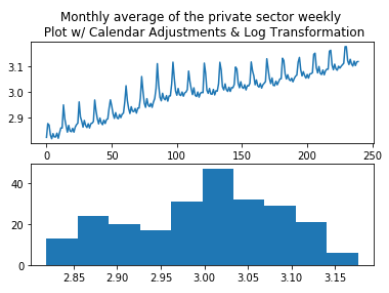 Monthly average of the private sector weekly
Plot w/ Calendar Adjustments & Log Transformation
3.1
3.0
2.9
0 50 100 150 200 250
40
20
0
2.85 2.90 2.95 3.00 3.05 3.10 3.15